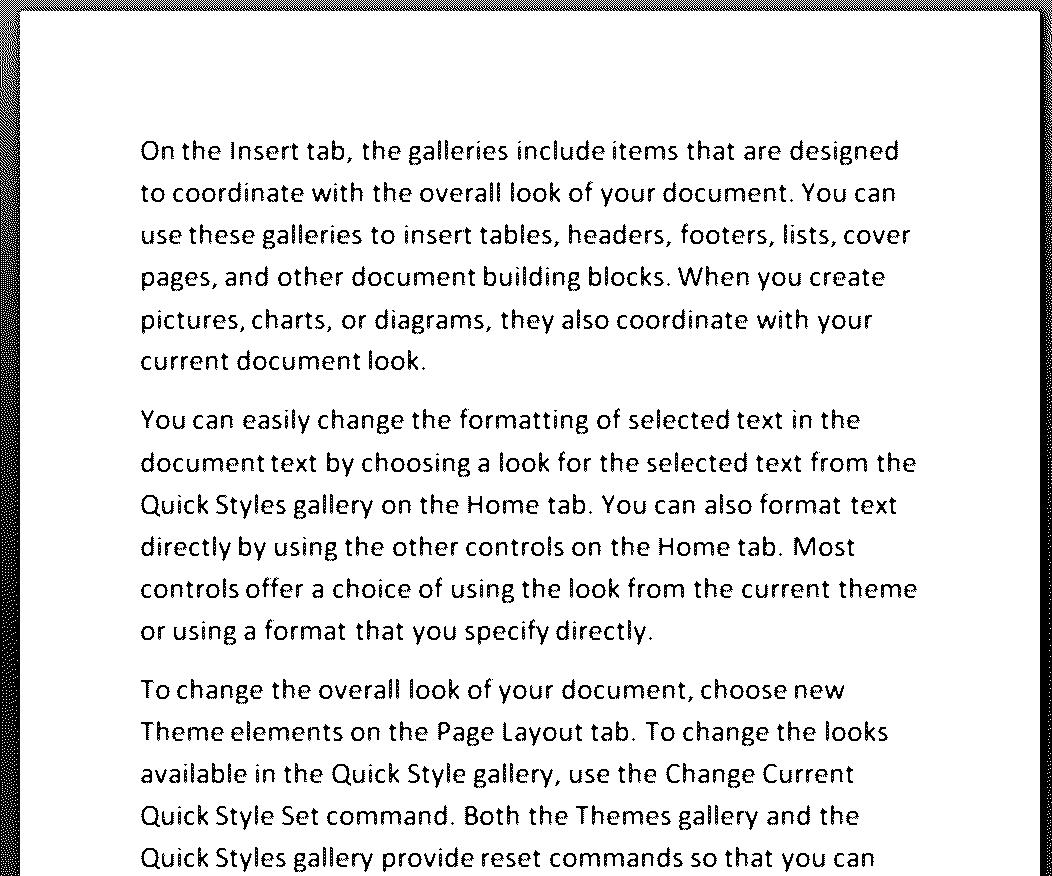 On the Insert tab, the galleries include items that are designed
to coordinate with the overall look of your document. You can
use these galleries to insert tables, headers, footers, lists, cover
pages, and other document building blocks. When you create
pictures, charts, or diagrams, they also coordinate with your
current document look.
You can easily change the formatting of selected text in the
document text by choosing a look for the selected text from the
Quick Styles gallery on the Home tab. You can also format text
directly by using the other controls on the Home tab. Most
controls offer a choice of using the look from the current theme
or using a format that you specify directly.
To change the overall look of your document, choose new
Theme elements on the Page Layout tab. To change the looks
available in the Quick Style gallery, use the Change Current
Quick Style Set command. Both the Themes gallery and the
Quick Styles gallery provide reset commands so that you can